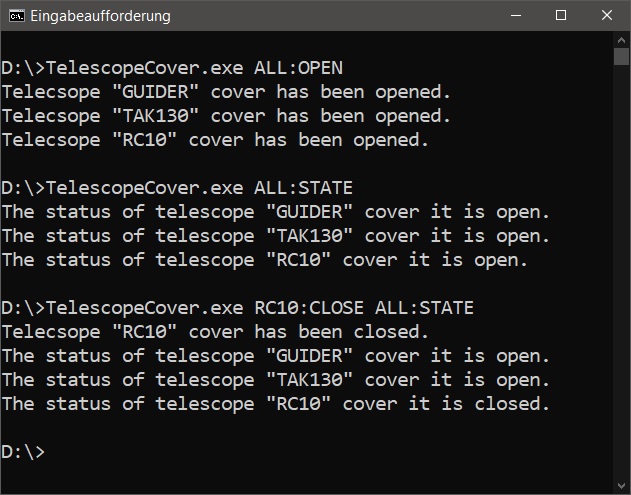 Eingabeaufforderung
D:\>TelescopeCover.exe ALL:OPEN
Telecsope "GUIDER" cover has been opened.
Telecsope "TAK130" cover has been opened.
Telecsope "RC10" cover has been opened.
D:\>TelescopeCover.exe ALL:STATE
The status of telescope "GUIDER" cover it is open.
The status of telescope "TAK130" cover it is open.
The status of telescope "RC10" cover it is open.
D:\>TelescopeCover.exe RC10:CLOSE ALL:STATE
Telecsope "RC10" cover has been closed.
The status of telescope "GUIDER" cover it is open.
The status of telescope "TAK130" cover it is open.
The status of telescope "RC10" cover it is closed.
D:\>